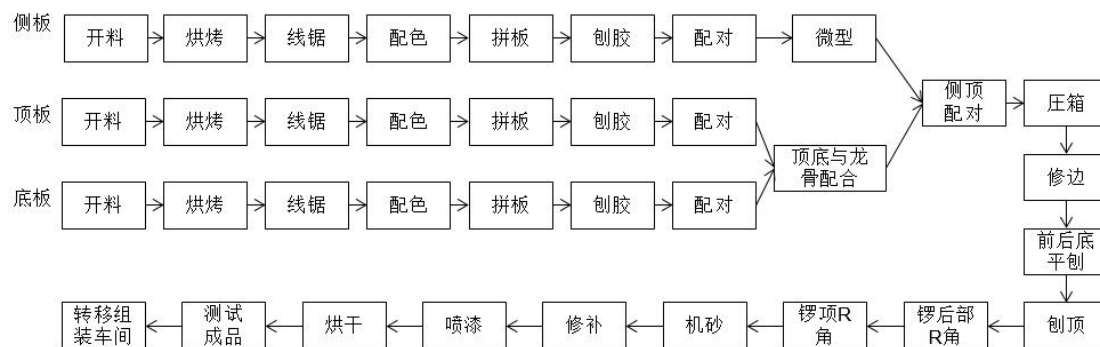 侧板
开料
烘烤
线锯
配色
拼板
刨胶
配对
微型
顶板
开料
烘烤
线锯
配色
拼板
刨胶
配对
底板
开料
烘烤
线锯
配色
拼板
刨胶
配对
顶底与龙
骨配合
侧顶
配对
圧箱
修边
前后底
平刨
刨顶
锣后部
R角
锣项R
角
机砂
修补
喷漆
烘干
测试
成品
转移组
装车间